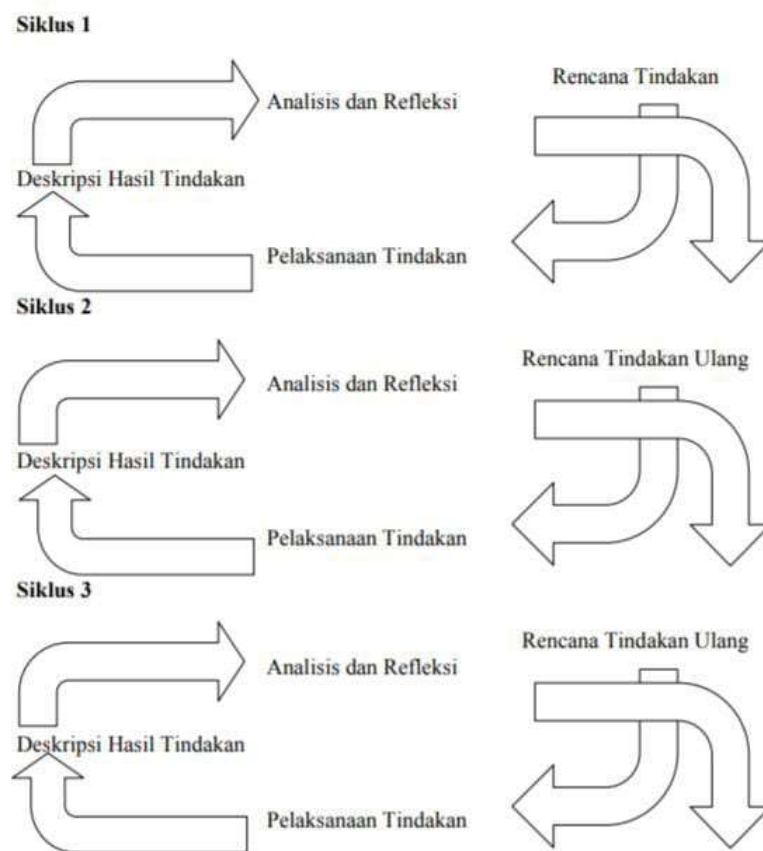 Siklus 1
Rencana Tindakan
Analisis dan Refleksi
Deskripsi Hasil Tindakan
Pelaksanaan Tindakan
Siklus 2
Rencana Tindakan Ulang
Analisis dan Refleksi
Deskripsi Hasil Tindakan
Pelaksanaan Tindakan
Siklus 3
Rencana Tindakan Ulang
Analisis dan Refleksi
Deskripsi Hasil Tindakan
Pelaksanaan Tindakan